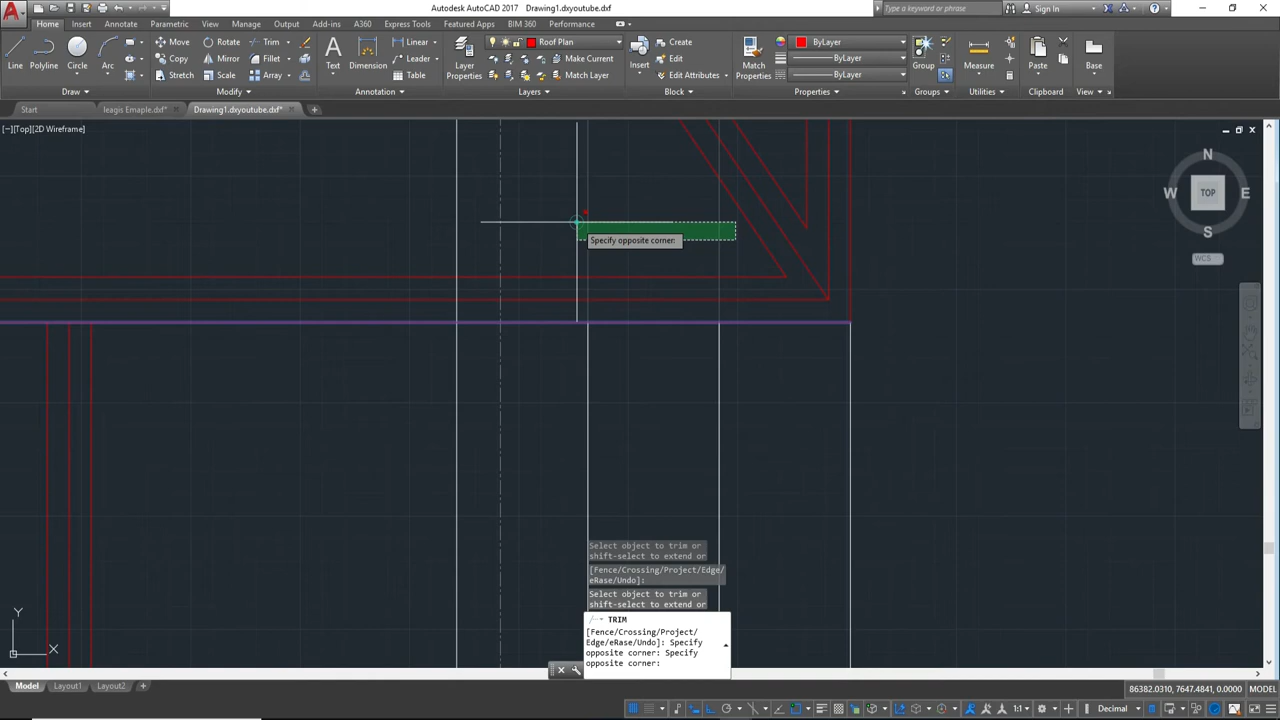 Autodesk AutoCAD 2017 Drawing1.dxyoutube.dxf
Type a keyword or phrase
Sign In
Home Insert Annotate Parametric View Manage Output Add-ins A360 Express Tools Featured Apps BIM 360 Performance
Move Rotate Trim Linear Roof Plan Create ByLayer
Copy Mirror Fillet Leader Make Current Edit ByLayer
Stretch Scale Array Table Match Layer Edit Attributes ByLayer
Line Polyline Circle Arc Text Dimension Layer Properties Insert Match Properties Group Measure Paste Base
Draw Modify Annotation Layers Block Properties Groups Utilities Clipboard View
Start leagis Emaple.dxf* Drawing1.dxyoutube.dxf*
[−][Top][2D Wireframe]
N
W TOP E
S
WCS
Specify opposite corner:
Select object to trim or
shift-select to extend or
[Fence/Crossing/Project/Edge/
eRase/Undo]:
Select object to trim or
shift-select to extend or
TRIM
[Fence/Crossing/Project/
Edge/eRase/Undo]: Specify
opposite corner: Specify
opposite corner:
Y
X
Model Layout1 Layout2
86382.0310, 7647.4841, 0.0000 MODEL
1:1 Decimal